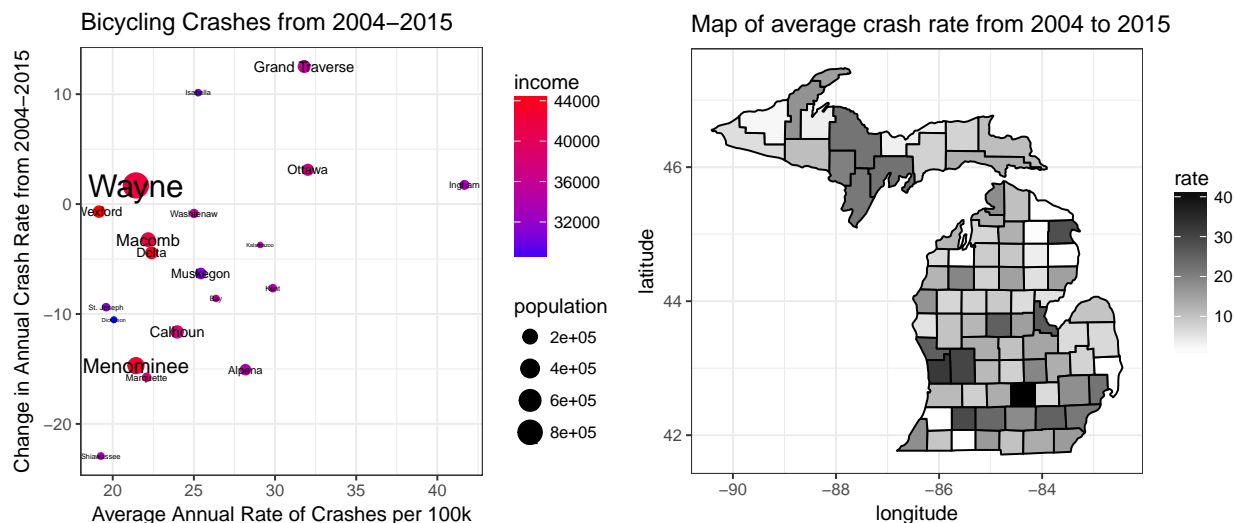 Bicycling Crashes from 2004−2015
Change in Annual Crash Rate from 2004−2015
10
0
−10
−20
Grand Traverse
Isabella
Ottawa
Ingham
Wayne
Wexford
Washtenaw
Macomb
Delta
Kalamazoo
Muskegon
Kent
Bay
St. Joseph
Dickinson
Calhoun
Menominee
Alpena
Marquette
Shiawassee
20
25
30
35
40
Average Annual Rate of Crashes per 100k
income
44000
40000
36000
32000
population
2e+05
4e+05
6e+05
8e+05
Map of average crash rate from 2004 to 2015
latitude
46
44
42
−90
−88
−86
−84
longitude
rate
40
30
20
10